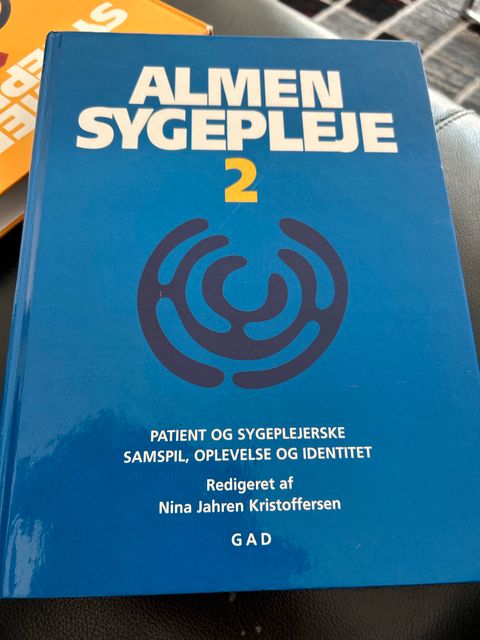 ALMEN
SYGEPLEJE
2
PATIENT OG SYGEPLEJERSKE
SAMSPIL, OPLEVELSE OG IDENTITET
Redigeret af
Nina Jahren Kristoffersen
GAD